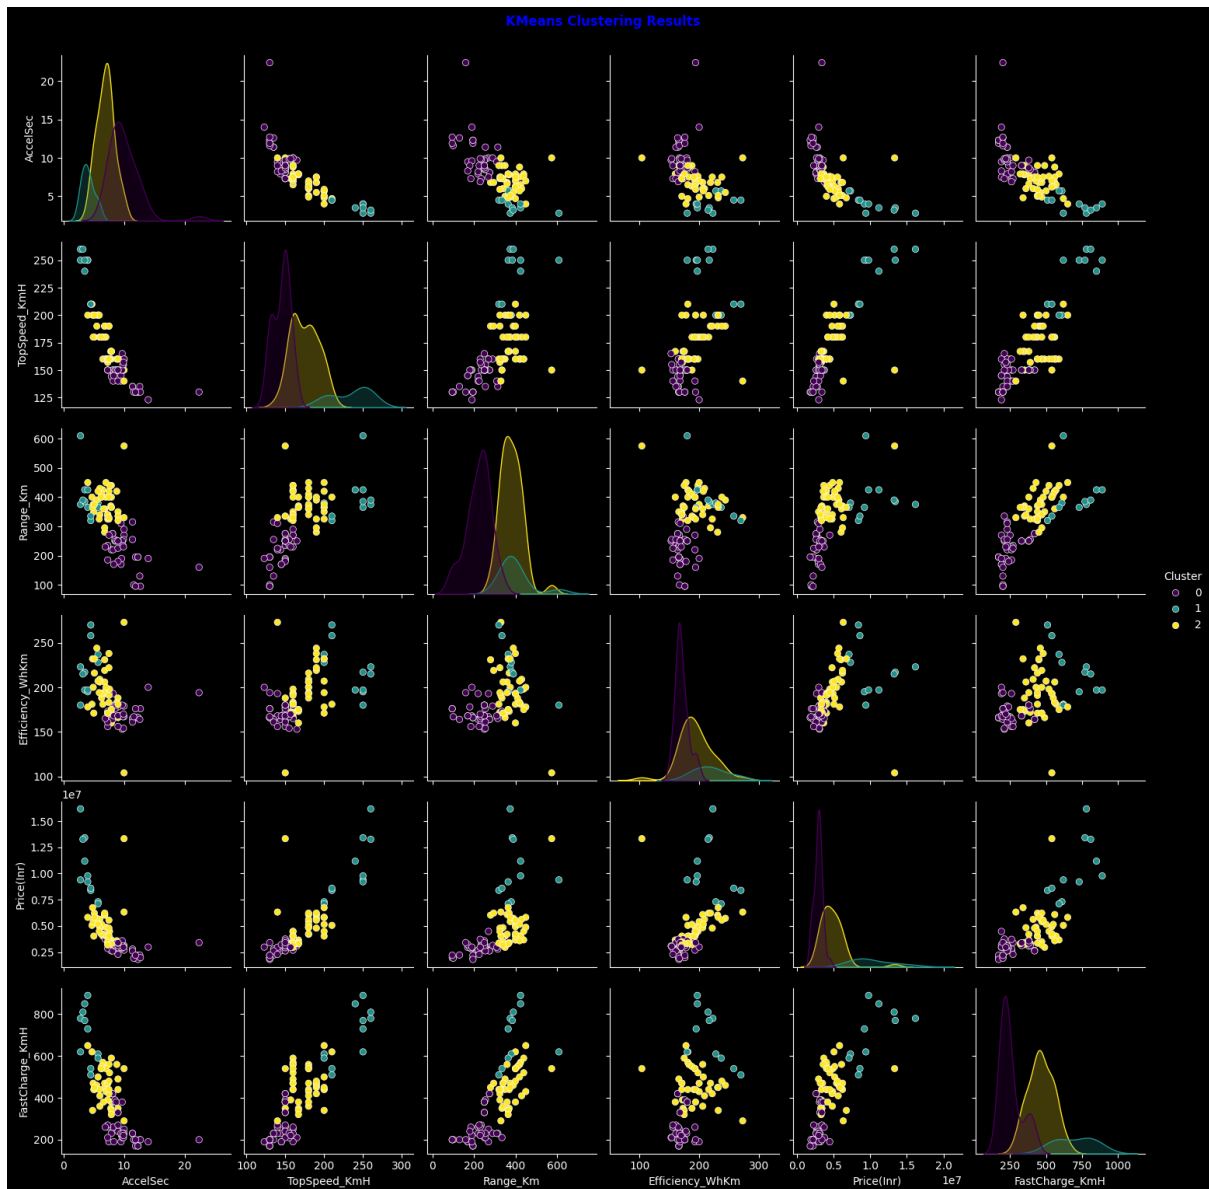 KMeans Clustering Results
20
15
10
5
AccelSec
250
225
200
175
150
125
TopSpeed_KmH
600
500
400
300
200
100
Range_Km
Cluster
0
1
2
250
200
150
100
Efficiency_WhKm
1e7
1.50
1.25
1.00
0.75
0.50
0.25
Price(Inr)
800
600
400
200
FastCharge_KmH
0 10 20
100 150 200 250 300
0 200 400 600
100 200 300
0.0 0.5 1.0 1.5 2.0
250 500 750 1000
1e7
AccelSec TopSpeed_KmH Range_Km Efficiency_WhKm Price(Inr) FastCharge_KmH